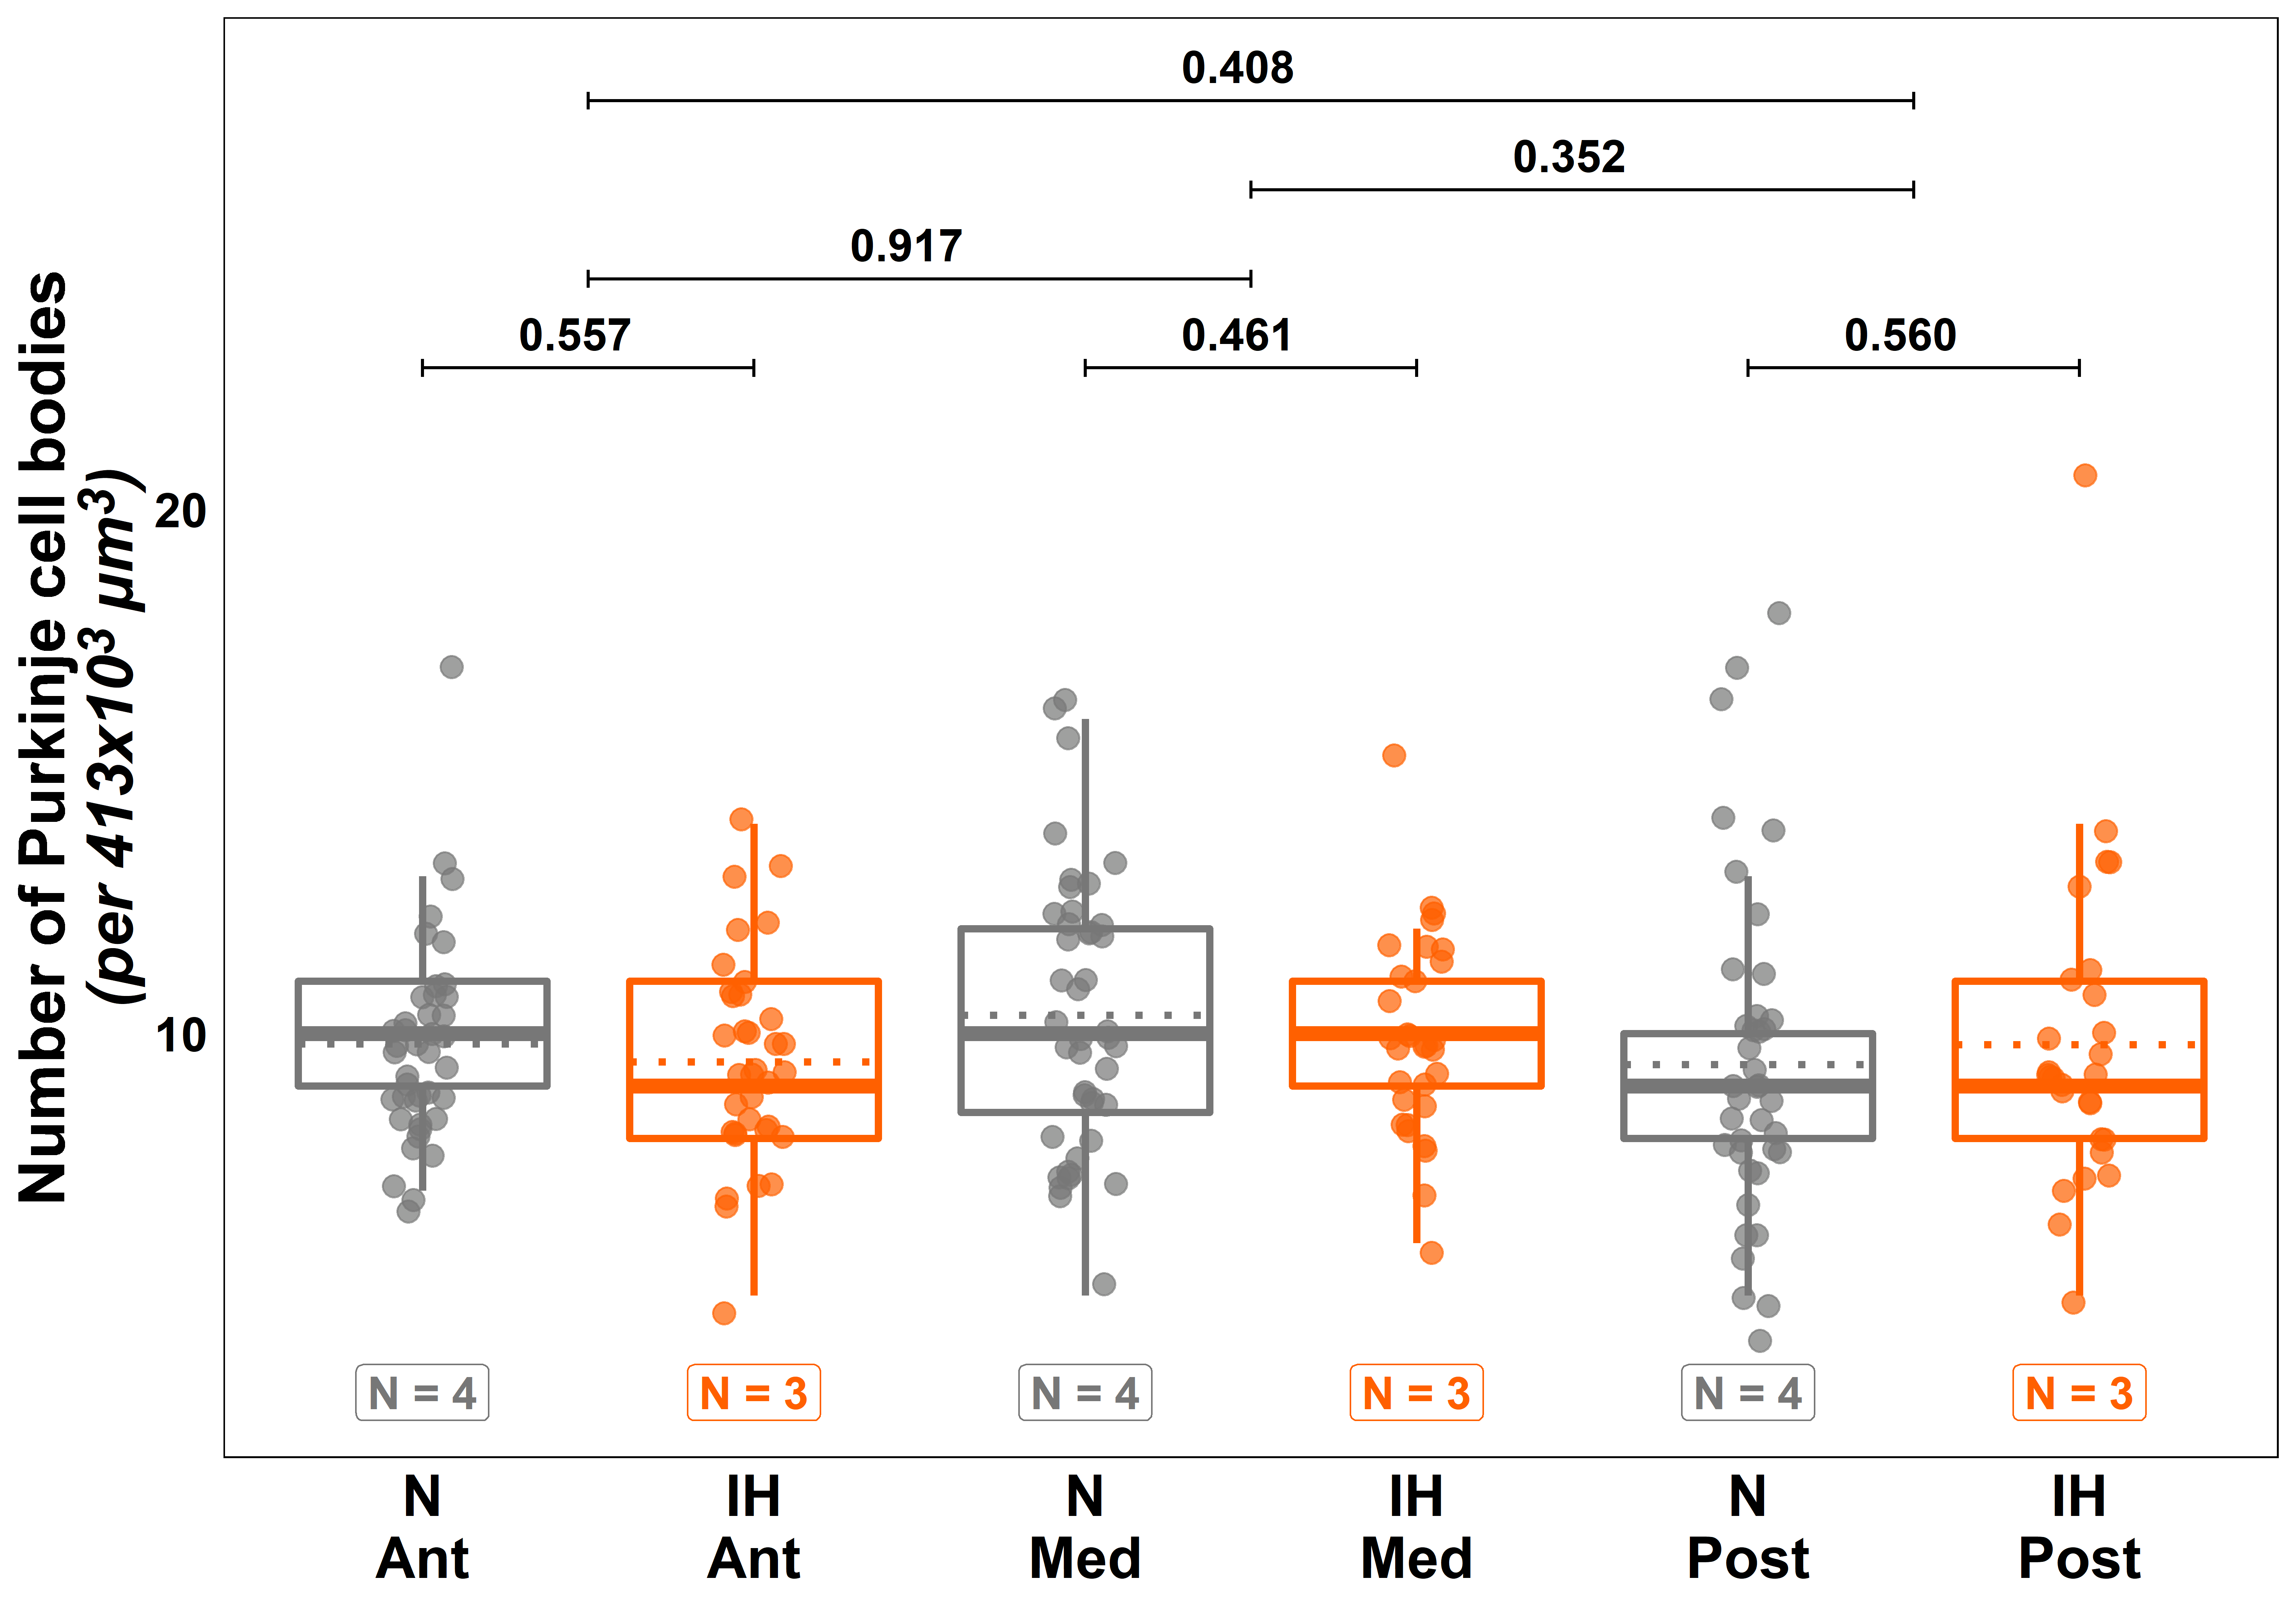 0.408
0.352
0.917
0.557 0.461 0.560
Number of Purkinje cell bodies
(per 413x10³ µm³)
20
10
N = 4 N = 3 N = 4 N = 3 N = 4 N = 3
N IH N IH N IH
Ant Ant Med Med Post Post